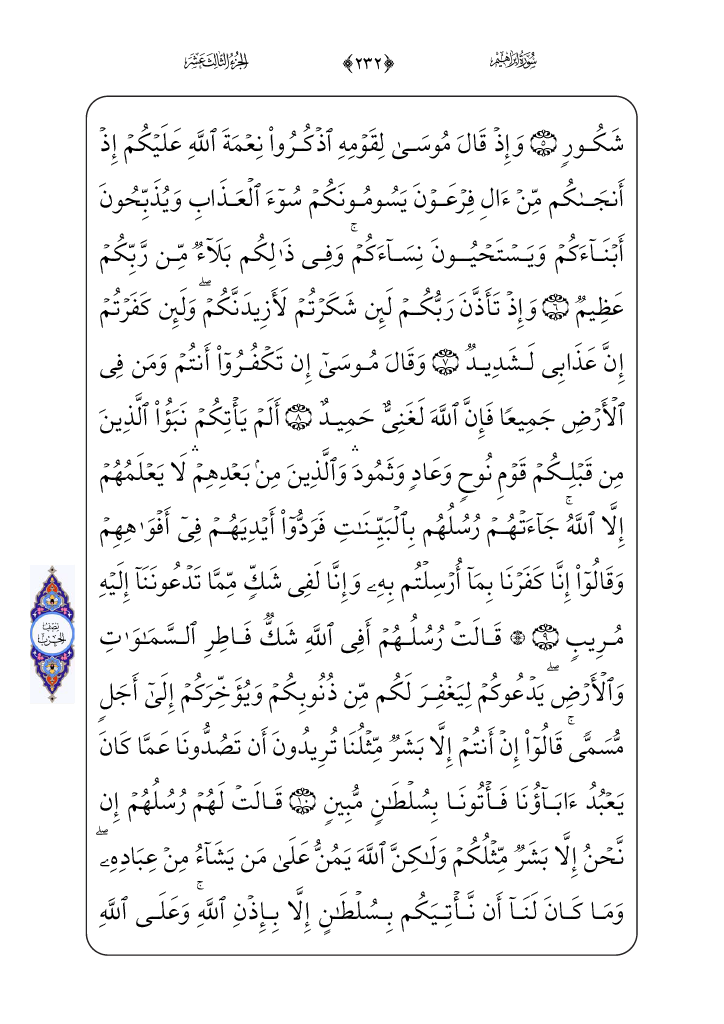 سُورَةُ إِبۡرَاهِيم ﴿٢٣٢﴾ الجُزۡءُ الثَّالِثَ عَشَرَ
شَكُورٖ ٥ وَإِذۡ قَالَ مُوسَىٰ لِقَوۡمِهِ ٱذۡكُرُواْ نِعۡمَةَ ٱللَّهِ عَلَيۡكُمۡ إِذۡ
أَنجَىٰكُم مِّنۡ ءَالِ فِرۡعَوۡنَ يَسُومُونَكُمۡ سُوٓءَ ٱلۡعَذَابِ وَيُذَبِّحُونَ
أَبۡنَآءَكُمۡ وَيَسۡتَحۡيُونَ نِسَآءَكُمۡۚ وَفِي ذَٰلِكُم بَلَآءٞ مِّن رَّبِّكُمۡ
عَظِيمٞ ٦ وَإِذۡ تَأَذَّنَ رَبُّكُمۡ لَئِن شَكَرۡتُمۡ لَأَزِيدَنَّكُمۡۖ وَلَئِن كَفَرۡتُمۡ
إِنَّ عَذَابِي لَشَدِيدٞ ٧ وَقَالَ مُوسَىٰٓ إِن تَكۡفُرُوٓاْ أَنتُمۡ وَمَن فِي
ٱلۡأَرۡضِ جَمِيعٗا فَإِنَّ ٱللَّهَ لَغَنِيٌّ حَمِيدٌ ٨ أَلَمۡ يَأۡتِكُمۡ نَبَؤُاْ ٱلَّذِينَ
مِن قَبۡلِكُمۡ قَوۡمِ نُوحٖ وَعَادٖ وَثَمُودَۛ وَٱلَّذِينَ مِنۢ بَعۡدِهِمۡۛ لَا يَعۡلَمُهُمۡ
إِلَّا ٱللَّهُۚ جَآءَتۡهُمۡ رُسُلُهُم بِٱلۡبَيِّنَٰتِ فَرَدُّوٓاْ أَيۡدِيَهُمۡ فِيٓ أَفۡوَٰهِهِمۡ
وَقَالُوٓاْ إِنَّا كَفَرۡنَا بِمَآ أُرۡسِلۡتُم بِهِۦ وَإِنَّا لَفِي شَكّٖ مِّمَّا تَدۡعُونَنَآ إِلَيۡهِ
مُرِيبٖ ٩ ۞ قَالَتۡ رُسُلُهُمۡ أَفِي ٱللَّهِ شَكّٞ فَاطِرِ ٱلسَّمَٰوَٰتِ
نِصۡفُ الحِزۡب
وَٱلۡأَرۡضِۖ يَدۡعُوكُمۡ لِيَغۡفِرَ لَكُم مِّن ذُنُوبِكُمۡ وَيُؤَخِّرَكُمۡ إِلَىٰٓ أَجَلٖ
مُّسَمّٗىۚ قَالُوٓاْ إِنۡ أَنتُمۡ إِلَّا بَشَرٞ مِّثۡلُنَا تُرِيدُونَ أَن تَصُدُّونَا عَمَّا كَانَ
يَعۡبُدُ ءَابَآؤُنَا فَأۡتُونَا بِسُلۡطَٰنٖ مُّبِينٖ ١٠ قَالَتۡ لَهُمۡ رُسُلُهُمۡ إِن
نَّحۡنُ إِلَّا بَشَرٞ مِّثۡلُكُمۡ وَلَٰكِنَّ ٱللَّهَ يَمُنُّ عَلَىٰ مَن يَشَآءُ مِنۡ عِبَادِهِۦۖ
وَمَا كَانَ لَنَآ أَن نَّأۡتِيَكُم بِسُلۡطَٰنٍ إِلَّا بِإِذۡنِ ٱللَّهِۚ وَعَلَى ٱللَّهِ